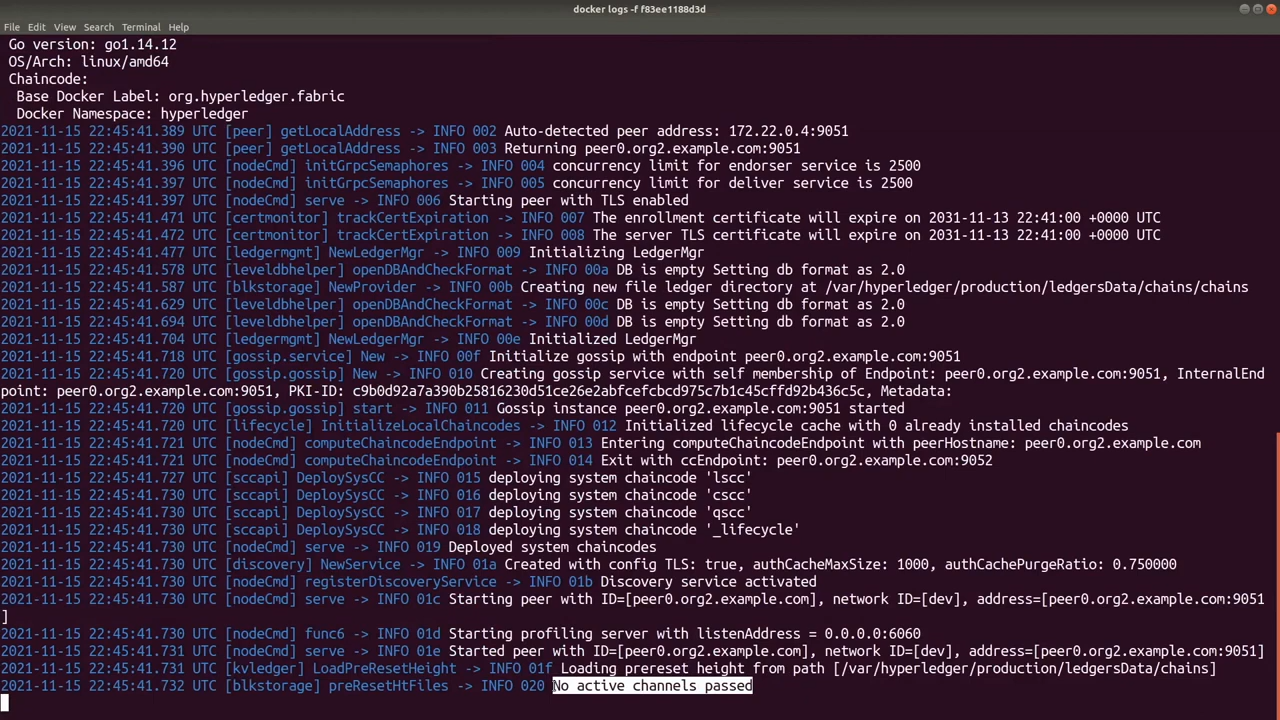 docker logs -f f83ee1188d3d
File Edit View Search Terminal Help
Go version: go1.14.12
OS/Arch: linux/amd64
Chaincode:
Base Docker Label: org.hyperledger.fabric
Docker Namespace: hyperledger
2021-11-15 22:45:41.389 UTC [peer] getLocalAddress -> INFO 002 Auto-detected peer address: 172.22.0.4:9051
2021-11-15 22:45:41.390 UTC [peer] getLocalAddress -> INFO 003 Returning peer0.org2.example.com:9051
2021-11-15 22:45:41.396 UTC [nodeCmd] initGrpcSemaphores -> INFO 004 concurrency limit for endorser service is 2500
2021-11-15 22:45:41.397 UTC [nodeCmd] initGrpcSemaphores -> INFO 005 concurrency limit for deliver service is 2500
2021-11-15 22:45:41.397 UTC [nodeCmd] serve -> INFO 006 Starting peer with TLS enabled
2021-11-15 22:45:41.471 UTC [certmonitor] trackCertExpiration -> INFO 007 The enrollment certificate will expire on 2031-11-13 22:41:00 +0000 UTC
2021-11-15 22:45:41.472 UTC [certmonitor] trackCertExpiration -> INFO 008 The server TLS certificate will expire on 2031-11-13 22:41:00 +0000 UTC
2021-11-15 22:45:41.477 UTC [ledgermgmt] NewLedgerMgr -> INFO 009 Initializing LedgerMgr
2021-11-15 22:45:41.578 UTC [leveldbhelper] openDBAndCheckFormat -> INFO 00a DB is empty Setting db format as 2.0
2021-11-15 22:45:41.587 UTC [blkstorage] NewProvider -> INFO 00b Creating new file ledger directory at /var/hyperledger/production/ledgersData/chains/chains
2021-11-15 22:45:41.629 UTC [leveldbhelper] openDBAndCheckFormat -> INFO 00c DB is empty Setting db format as 2.0
2021-11-15 22:45:41.694 UTC [leveldbhelper] openDBAndCheckFormat -> INFO 00d DB is empty Setting db format as 2.0
2021-11-15 22:45:41.704 UTC [ledgermgmt] NewLedgerMgr -> INFO 00e Initialized LedgerMgr
2021-11-15 22:45:41.718 UTC [gossip.service] New -> INFO 00f Initialize gossip with endpoint peer0.org2.example.com:9051
2021-11-15 22:45:41.720 UTC [gossip.gossip] New -> INFO 010 Creating gossip service with self membership of Endpoint: peer0.org2.example.com:9051, InternalEnd
point: peer0.org2.example.com:9051, PKI-ID: c9b0d92a7a390b25816230d51ce26e2abfcefcbcd975c7b1c45cffd92b436c5c, Metadata:
2021-11-15 22:45:41.720 UTC [gossip.gossip] start -> INFO 011 Gossip instance peer0.org2.example.com:9051 started
2021-11-15 22:45:41.720 UTC [lifecycle] InitializeLocalChaincodes -> INFO 012 Initialized lifecycle cache with 0 already installed chaincodes
2021-11-15 22:45:41.721 UTC [nodeCmd] computeChaincodeEndpoint -> INFO 013 Entering computeChaincodeEndpoint with peerHostname: peer0.org2.example.com
2021-11-15 22:45:41.721 UTC [nodeCmd] computeChaincodeEndpoint -> INFO 014 Exit with ccEndpoint: peer0.org2.example.com:9052
2021-11-15 22:45:41.727 UTC [sccapi] DeploySysCC -> INFO 015 deploying system chaincode 'lscc'
2021-11-15 22:45:41.730 UTC [sccapi] DeploySysCC -> INFO 016 deploying system chaincode 'cscc'
2021-11-15 22:45:41.730 UTC [sccapi] DeploySysCC -> INFO 017 deploying system chaincode 'qscc'
2021-11-15 22:45:41.730 UTC [sccapi] DeploySysCC -> INFO 018 deploying system chaincode '_lifecycle'
2021-11-15 22:45:41.730 UTC [nodeCmd] serve -> INFO 019 Deployed system chaincodes
2021-11-15 22:45:41.730 UTC [discovery] NewService -> INFO 01a Created with config TLS: true, authCacheMaxSize: 1000, authCachePurgeRatio: 0.750000
2021-11-15 22:45:41.730 UTC [nodeCmd] registerDiscoveryService -> INFO 01b Discovery service activated
2021-11-15 22:45:41.730 UTC [nodeCmd] serve -> INFO 01c Starting peer with ID=[peer0.org2.example.com], network ID=[dev], address=[peer0.org2.example.com:9051
]
2021-11-15 22:45:41.730 UTC [nodeCmd] func6 -> INFO 01d Starting profiling server with listenAddress = 0.0.0.0:6060
2021-11-15 22:45:41.730 UTC [nodeCmd] serve -> INFO 01e Started peer with ID=[peer0.org2.example.com], network ID=[dev], address=[peer0.org2.example.com:9051]
2021-11-15 22:45:41.731 UTC [kvledger] LoadPreResetHeight -> INFO 01f Loading prereset height from path [/var/hyperledger/production/ledgersData/chains]
2021-11-15 22:45:41.732 UTC [blkstorage] preResetHtFiles -> INFO 020 No active channels passed